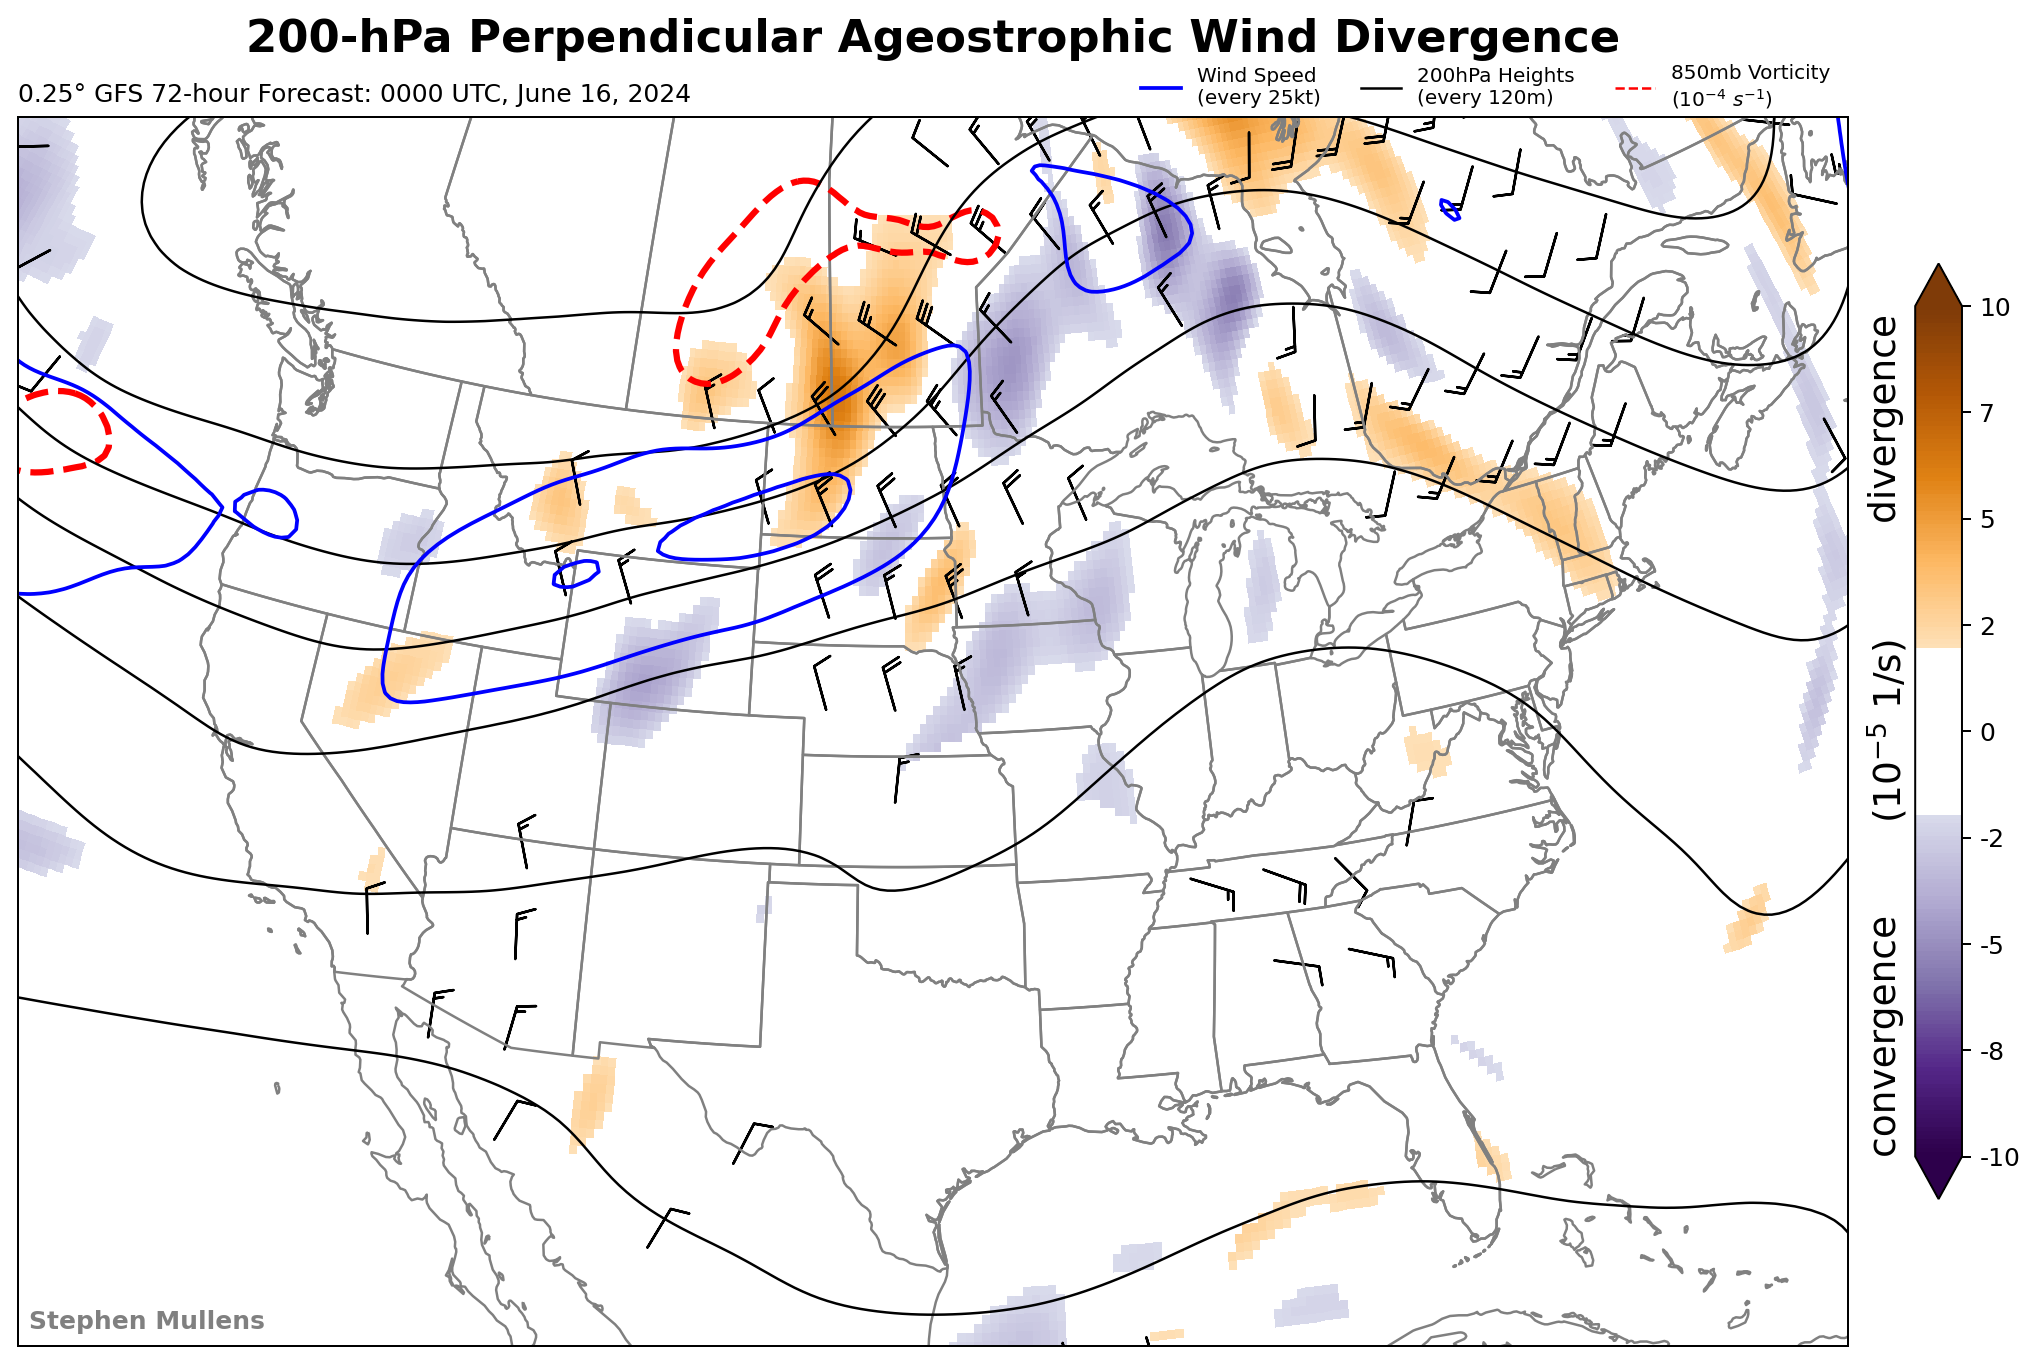 200-hPa Perpendicular Ageostrophic Wind Divergence
0.25° GFS 72-hour Forecast: 0000 UTC, June 16, 2024
Wind Speed
(every 25kt)
200hPa Heights
(every 120m)
850mb Vorticity
(10⁻⁴ s⁻¹)
10
7
5
2
0
-2
-5
-8
-10
convergence (10⁻⁵ 1/s) divergence
Stephen Mullens